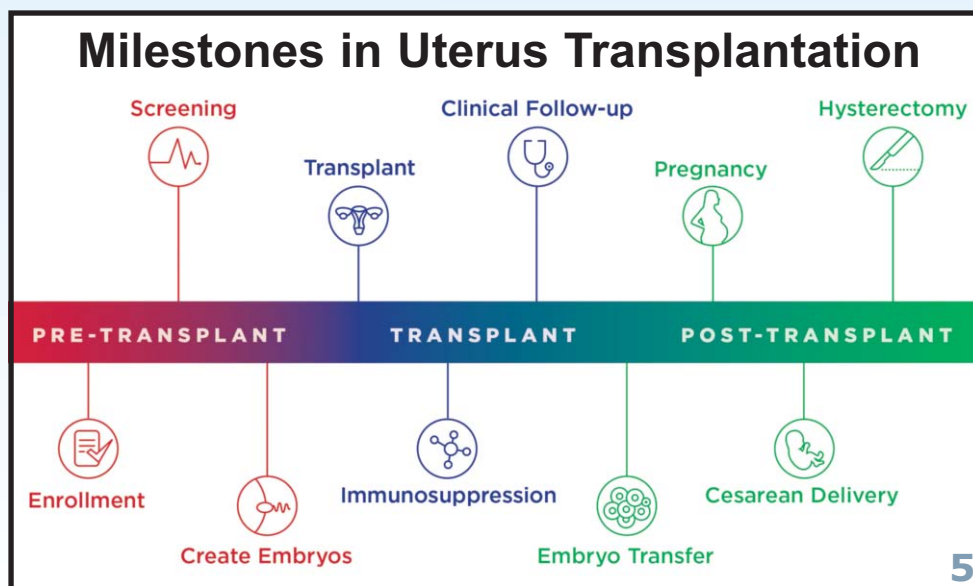 Milestones in Uterus Transplantation
Screening
Clinical Follow-up
Hysterectomy
Transplant
Pregnancy
PRE-TRANSPLANT
TRANSPLANT
POST-TRANSPLANT
Enrollment
Immunosuppression
Cesarean Delivery
Create Embryos
Embryo Transfer
5